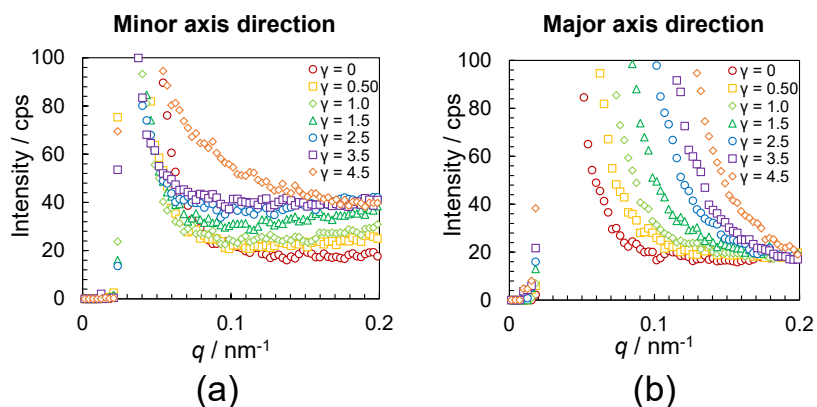 Minor axis direction
Major axis direction
Intensity / cps
100
80
60
40
20
0
0
0.1
0.2
q / nm⁻¹
γ = 0
γ = 0.50
γ = 1.0
γ = 1.5
γ = 2.5
γ = 3.5
γ = 4.5
(a)
Intensity / cps
100
80
60
40
20
0
0
0.1
0.2
q / nm⁻¹
γ = 0
γ = 0.50
γ = 1.0
γ = 1.5
γ = 2.5
γ = 3.5
γ = 4.5
(b)